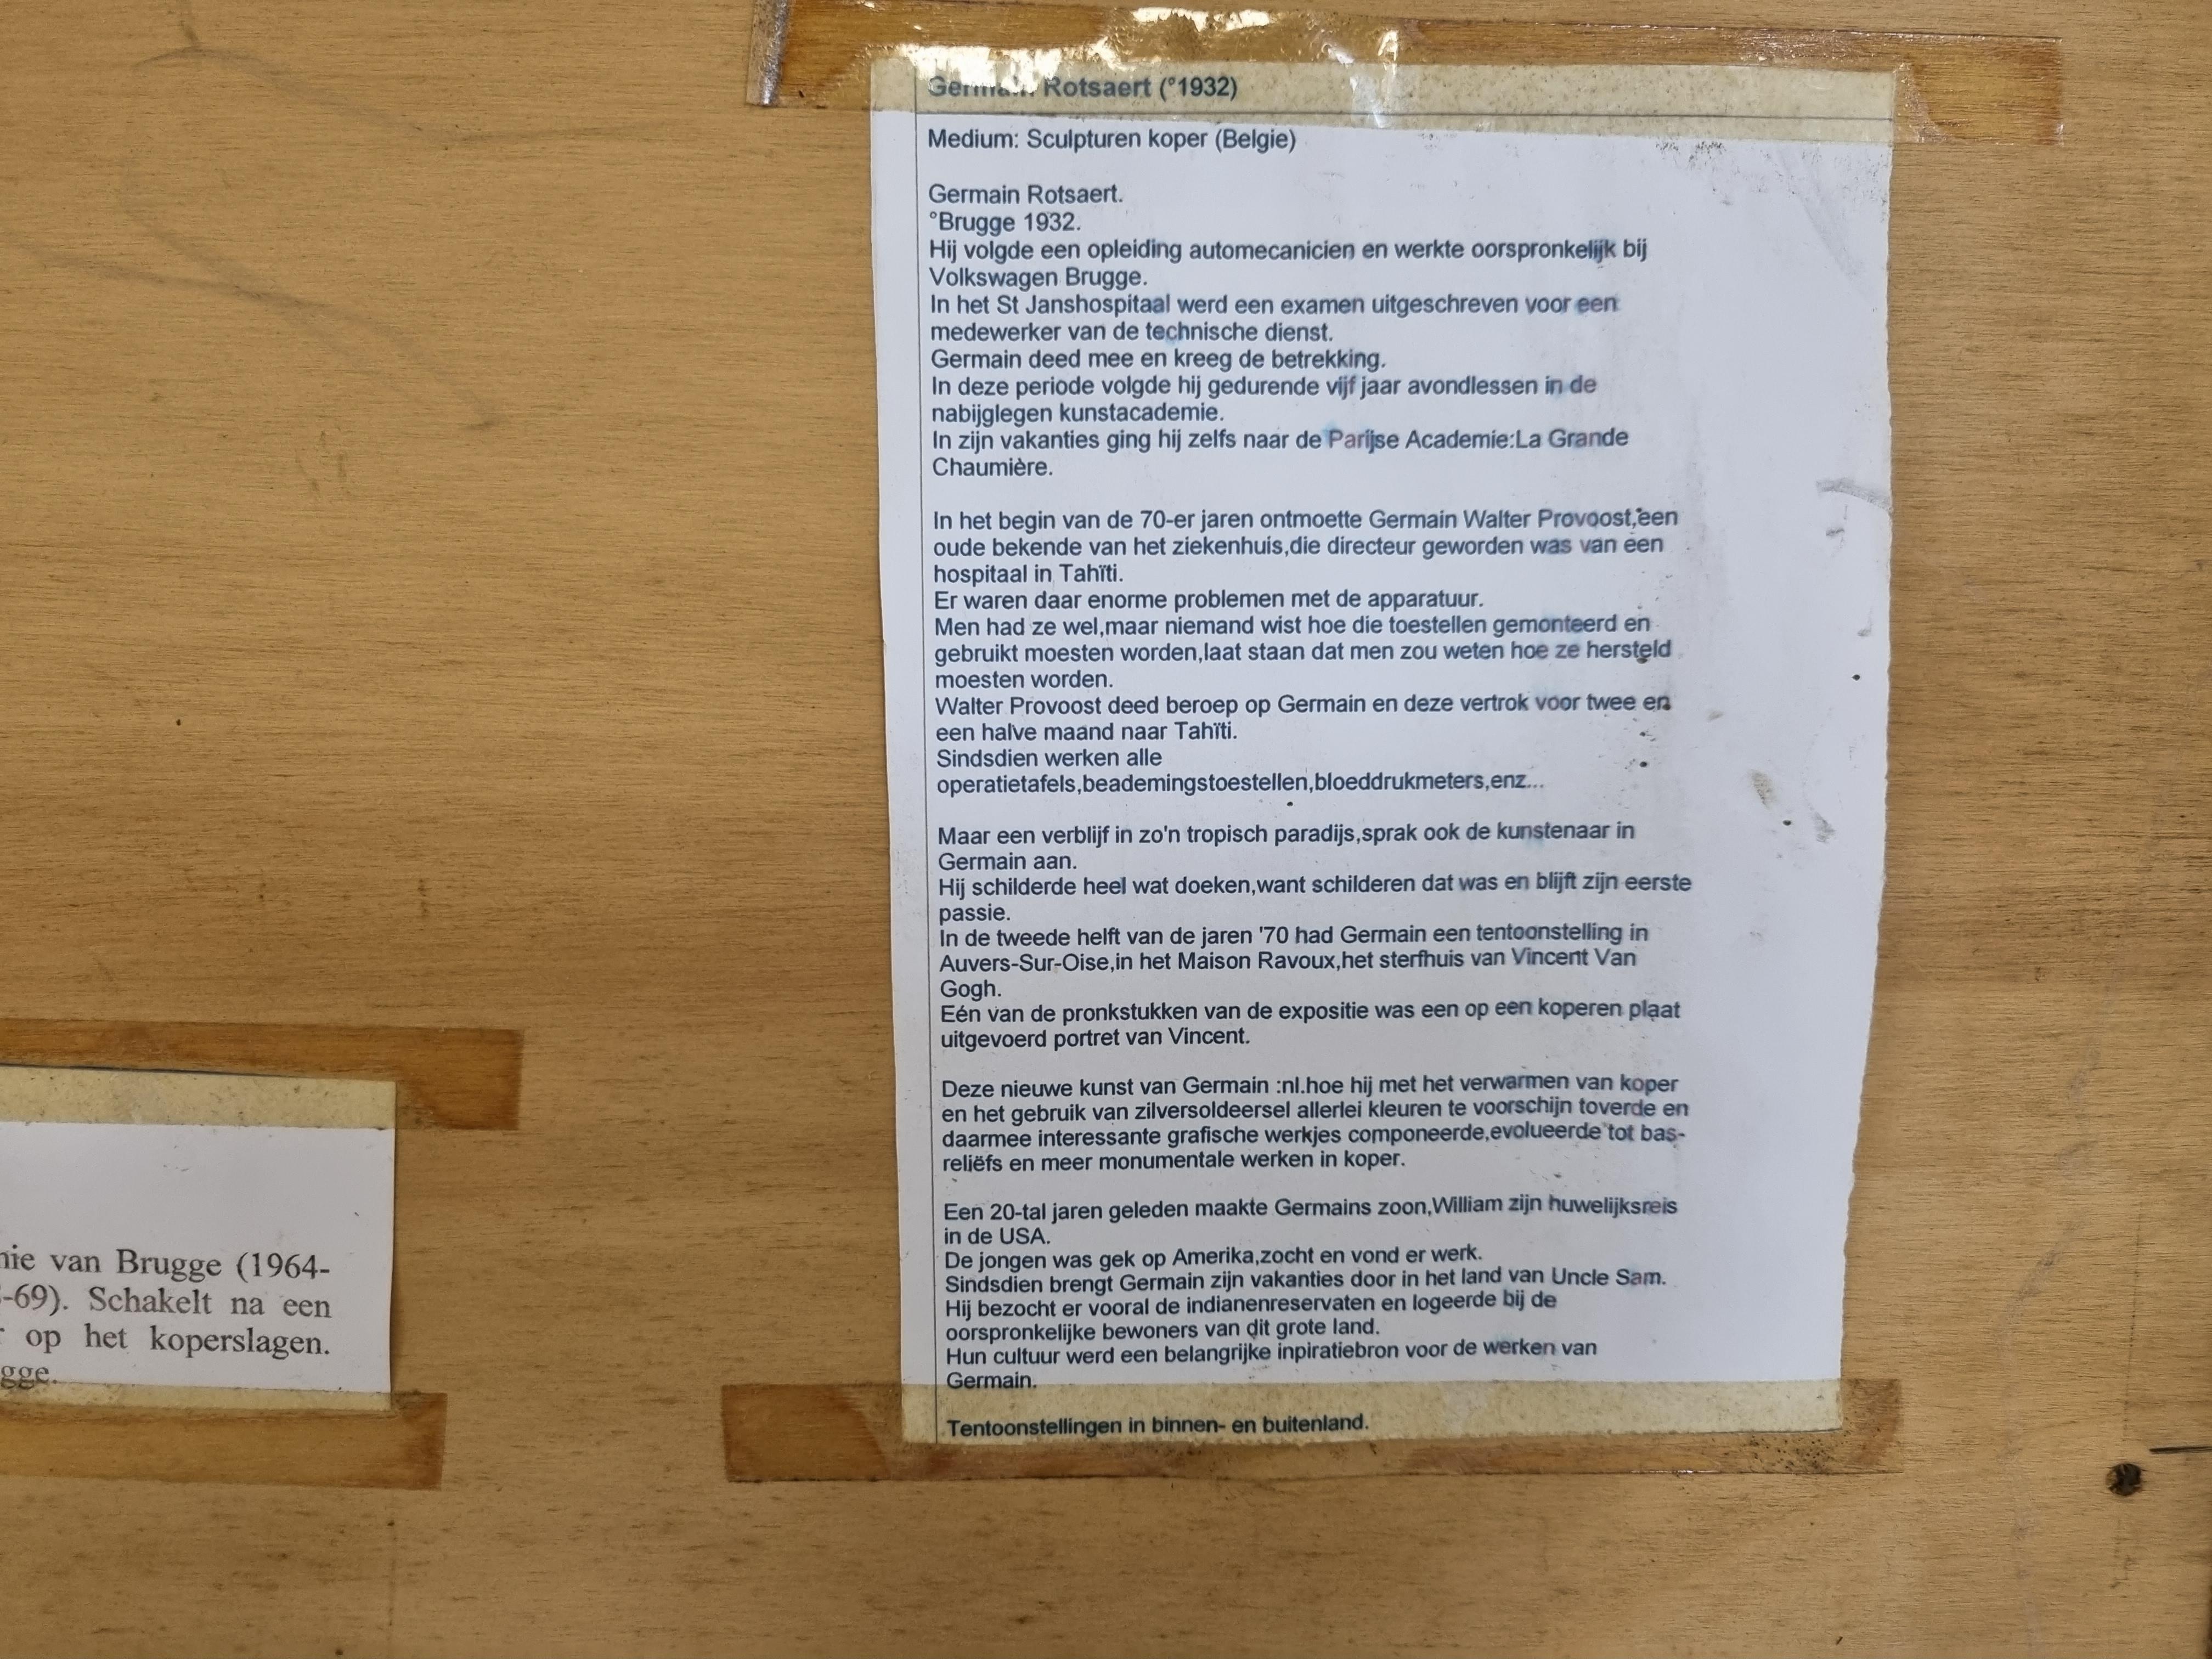 Germain Rotsaert (°1932)
Medium: Sculpturen koper (Belgie)
Germain Rotsaert.
°Brugge 1932.
Hij volgde een opleiding automecanicien en werkte oorspronkelijk bij
Volkswagen Brugge.
In het St Janshospitaal werd een examen uitgeschreven voor een
medewerker van de technische dienst.
Germain deed mee en kreeg de betrekking.
In deze periode volgde hij gedurende vijf jaar avondlessen in de
nabijglegen kunstacademie.
In zijn vakanties ging hij zelfs naar de Parijse Academie:La Grande
Chaumière.
In het begin van de 70-er jaren ontmoette Germain Walter Provoost,een
oude bekende van het ziekenhuis,die directeur geworden was van een
hospitaal in Tahïti.
Er waren daar enorme problemen met de apparatuur.
Men had ze wel,maar niemand wist hoe die toestellen gemonteerd en
gebruikt moesten worden,laat staan dat men zou weten hoe ze hersteld
moesten worden.
Walter Provoost deed beroep op Germain en deze vertrok voor twee en
een halve maand naar Tahïti.
Sindsdien werken alle
operatietafels,beademingstoestellen,bloeddrukmeters,enz...
Maar een verblijf in zo'n tropisch paradijs,sprak ook de kunstenaar in
Germain aan.
Hij schilderde heel wat doeken,want schilderen dat was en blijft zijn eerste
passie.
In de tweede helft van de jaren '70 had Germain een tentoonstelling in
Auvers-Sur-Oise,in het Maison Ravoux,het sterfhuis van Vincent Van
Gogh.
Eén van de pronkstukken van de expositie was een op een koperen plaat
uitgevoerd portret van Vincent.
Deze nieuwe kunst van Germain :nl.hoe hij met het verwarmen van koper
en het gebruik van zilversoldeersel allerlei kleuren te voorschijn toverde en
daarmee interessante grafische werkjes componeerde,evolueerde tot bas-
reliëfs en meer monumentale werken in koper.
Een 20-tal jaren geleden maakte Germains zoon,William zijn huwelijksreis
in de USA.
De jongen was gek op Amerika,zocht en vond er werk.
Sindsdien brengt Germain zijn vakanties door in het land van Uncle Sam.
Hij bezocht er vooral de indianenreservaten en logeerde bij de
oorspronkelijke bewoners van dit grote land.
Hun cultuur werd een belangrijke inpiratiebron voor de werken van
Germain.
Tentoonstellingen in binnen- en buitenland.
van Brugge (1964-
-69). Schakelt na een
op het koperslagen.